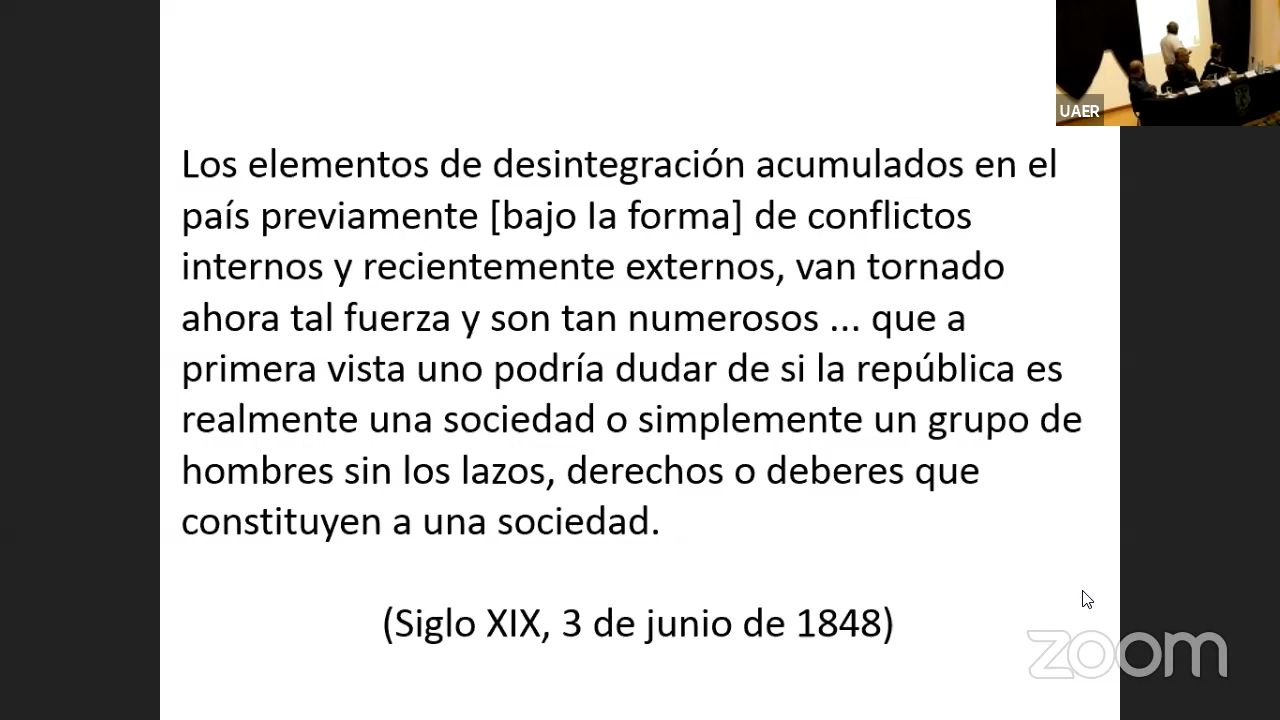 UAER
Los elementos de desintegración acumulados en el
país previamente [bajo Ia forma] de conflictos
internos y recientemente externos, van tornado
ahora tal fuerza y son tan numerosos ... que a
primera vista uno podría dudar de si la república es
realmente una sociedad o simplemente un grupo de
hombres sin los lazos, derechos o deberes que
constituyen a una sociedad.
(Siglo XIX, 3 de junio de 1848)
zoom